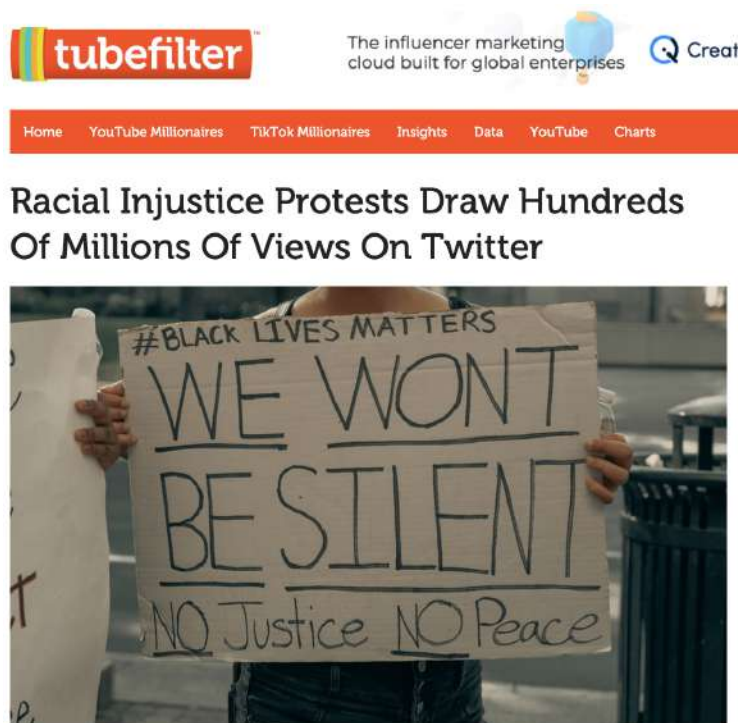 tubefilter
The influencer marketing
cloud built for global enterprises
Creat
Home YouTube Millionaires TikTok Millionaires Insights Data YouTube Charts
Racial Injustice Protests Draw Hundreds
Of Millions Of Views On Twitter
#BLACK LIVES MATTERS
WE WONT
BE SILENT
NO Justice NO Peace